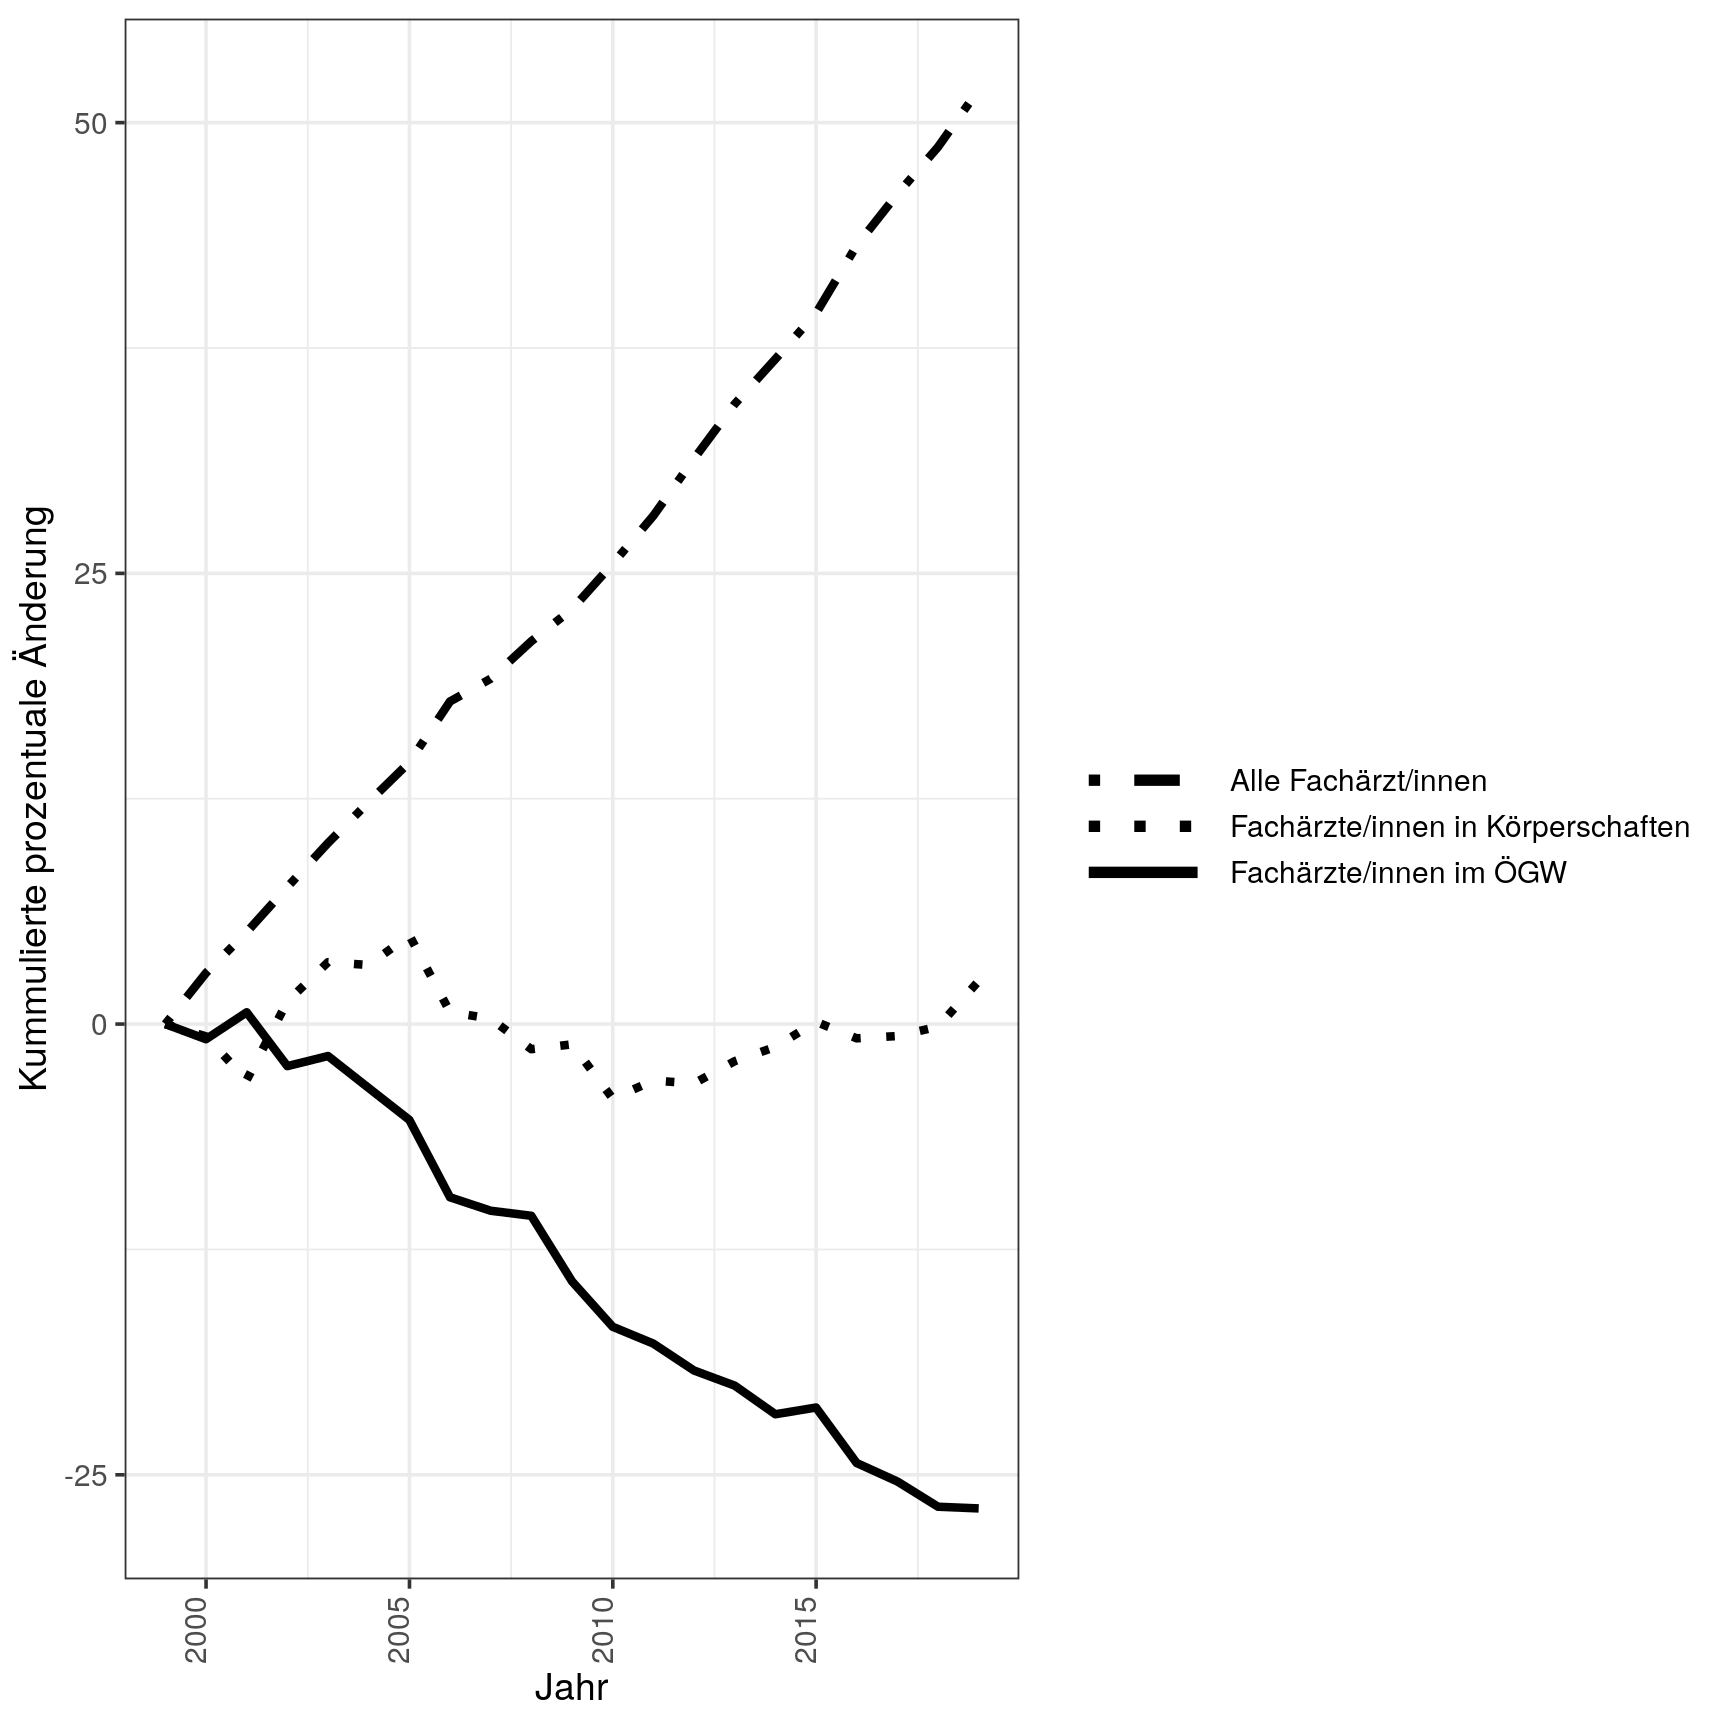 Kummulierte prozentuale Änderung
50
25
0
-25
2000
2005
2010
2015
Jahr
Alle Fachärzt/innen
Fachärzte/innen in Körperschaften
Fachärzte/innen im ÖGW